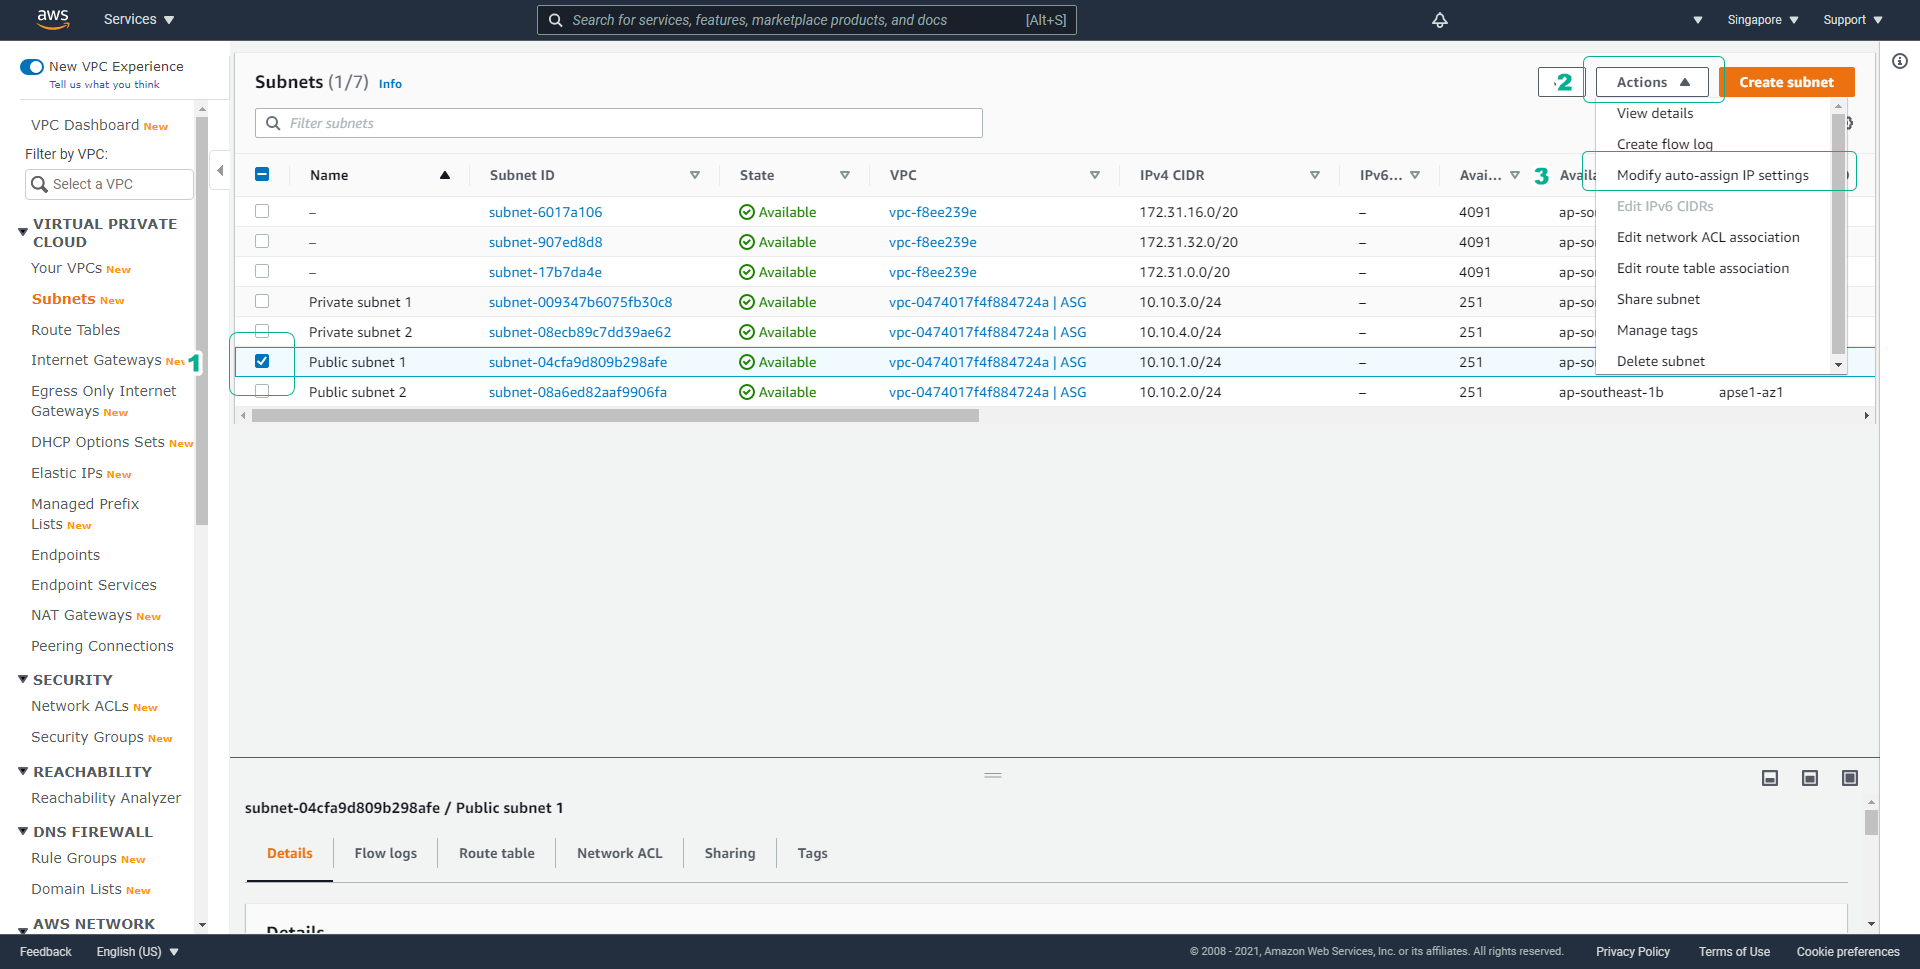 aws Services Search for services, features, marketplace products, and docs [Alt+S] Singapore Support
New VPC Experience
Tell us what you think
VPC Dashboard New
Filter by VPC:
Select a VPC
VIRTUAL PRIVATE
CLOUD
Your VPCs New
Subnets New
Route Tables
Internet Gateways New
1
Egress Only Internet
Gateways New
DHCP Options Sets New
Elastic IPs New
Managed Prefix
Lists New
Endpoints
Endpoint Services
NAT Gateways New
Peering Connections
SECURITY
Network ACLs New
Security Groups New
REACHABILITY
Reachability Analyzer
DNS FIREWALL
Rule Groups New
Domain Lists New
AWS NETWORK
Subnets (1/7) Info
2
Actions
Create subnet
Filter subnets
View details
Create flow log
3
Modify auto-assign IP settings
Edit IPv6 CIDRs
Edit network ACL association
Edit route table association
Share subnet
Manage tags
Delete subnet
Name Subnet ID State VPC IPv4 CIDR IPv6... Avai... Availa
– subnet-6017a106 Available vpc-f8ee239e 172.31.16.0/20 – 4091 ap-so
– subnet-907ed8d8 Available vpc-f8ee239e 172.31.32.0/20 – 4091 ap-so
– subnet-17b7da4e Available vpc-f8ee239e 172.31.0.0/20 – 4091 ap-so
Private subnet 1 subnet-009347b6075fb30c8 Available vpc-0474017f4f884724a | ASG 10.10.3.0/24 – 251 ap-so
Private subnet 2 subnet-08ecb89c7dd39ae62 Available vpc-0474017f4f884724a | ASG 10.10.4.0/24 – 251 ap-so
Public subnet 1 subnet-04cfa9d809b298afe Available vpc-0474017f4f884724a | ASG 10.10.1.0/24 – 251 ap-so
Public subnet 2 subnet-08a6ed82aaf9906fa Available vpc-0474017f4f884724a | ASG 10.10.2.0/24 – 251 ap-southeast-1b apse1-az1
subnet-04cfa9d809b298afe / Public subnet 1
Details Flow logs Route table Network ACL Sharing Tags
Details
Feedback English (US) © 2008 - 2021, Amazon Web Services, Inc. or its affiliates. All rights reserved. Privacy Policy Terms of Use Cookie preferences